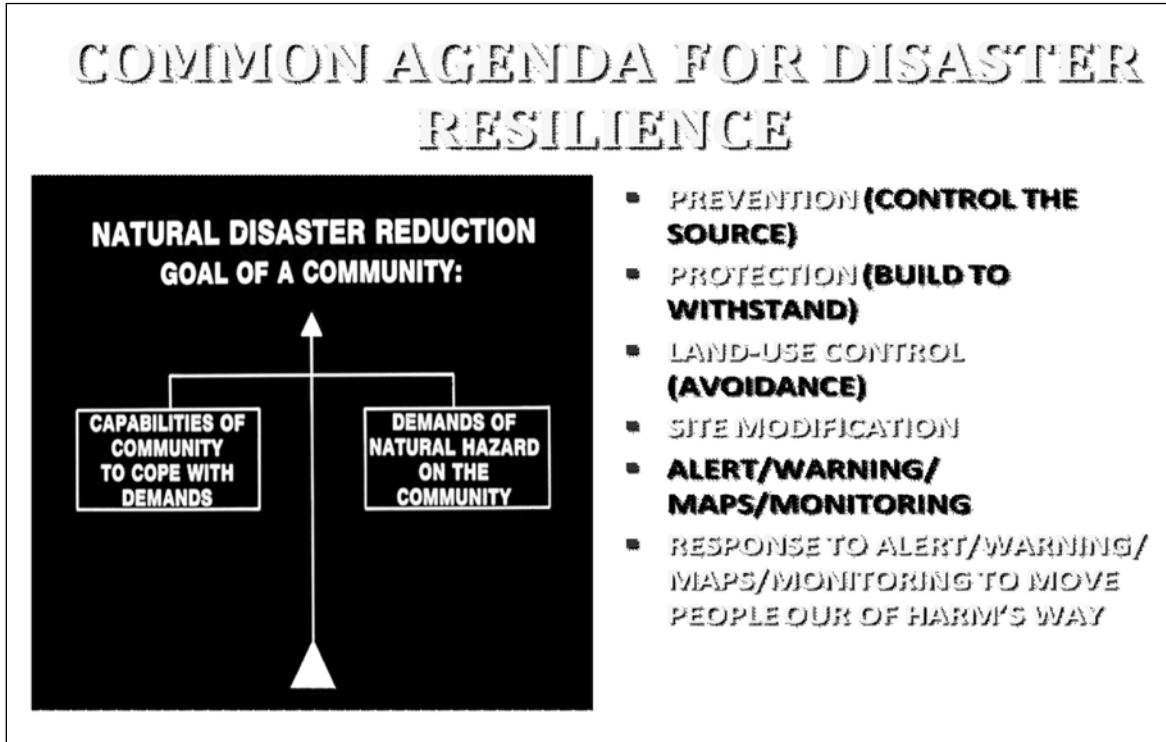 COMMON AGENDA FOR DISASTER
RESILIENCE
NATURAL DISASTER REDUCTION
GOAL OF A COMMUNITY:
CAPABILITIES OF
COMMUNITY
TO COPE WITH
DEMANDS
DEMANDS OF
NATURAL HAZARD
ON THE
COMMUNITY
▪ PREVENTION (CONTROL THE
SOURCE)
▪ PROTECTION (BUILD TO
WITHSTAND)
▪ LAND-USE CONTROL
(AVOIDANCE)
▪ SITE MODIFICATION
▪ ALERT/WARNING/
MAPS/MONITORING
▪ RESPONSE TO ALERT/WARNING/
MAPS/MONITORING TO MOVE
PEOPLE OUR OF HARM'S WAY